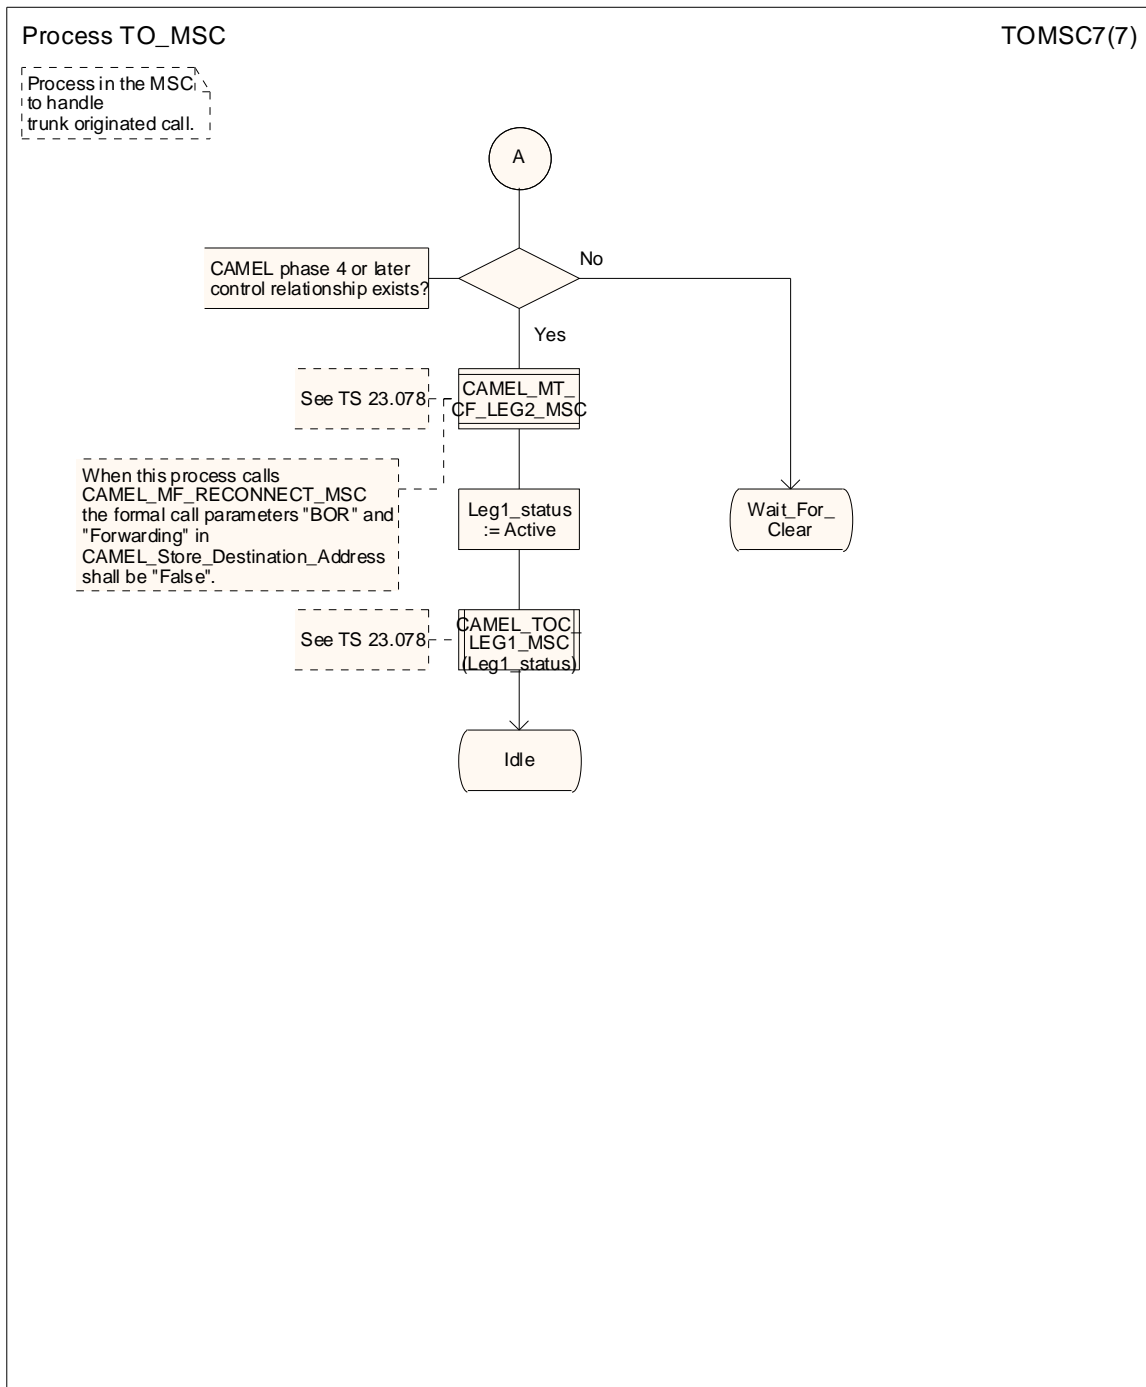 Process TO_MSC
TOMSC7(7)
Process in the MSC
to handle
trunk originated call.
A
CAMEL phase 4 or later
control relationship exists?
No
Yes
See TS 23.078
CAMEL_MT_
CF_LEG2_MSC
When this process calls
CAMEL_MF_RECONNECT_MSC
the formal call parameters "BOR" and
"Forwarding" in
CAMEL_Store_Destination_Address
shall be "False".
Leg1_status
:= Active
Wait_For_
Clear
See TS 23.078
CAMEL_TOC_
LEG1_MSC
(Leg1_status)
Idle